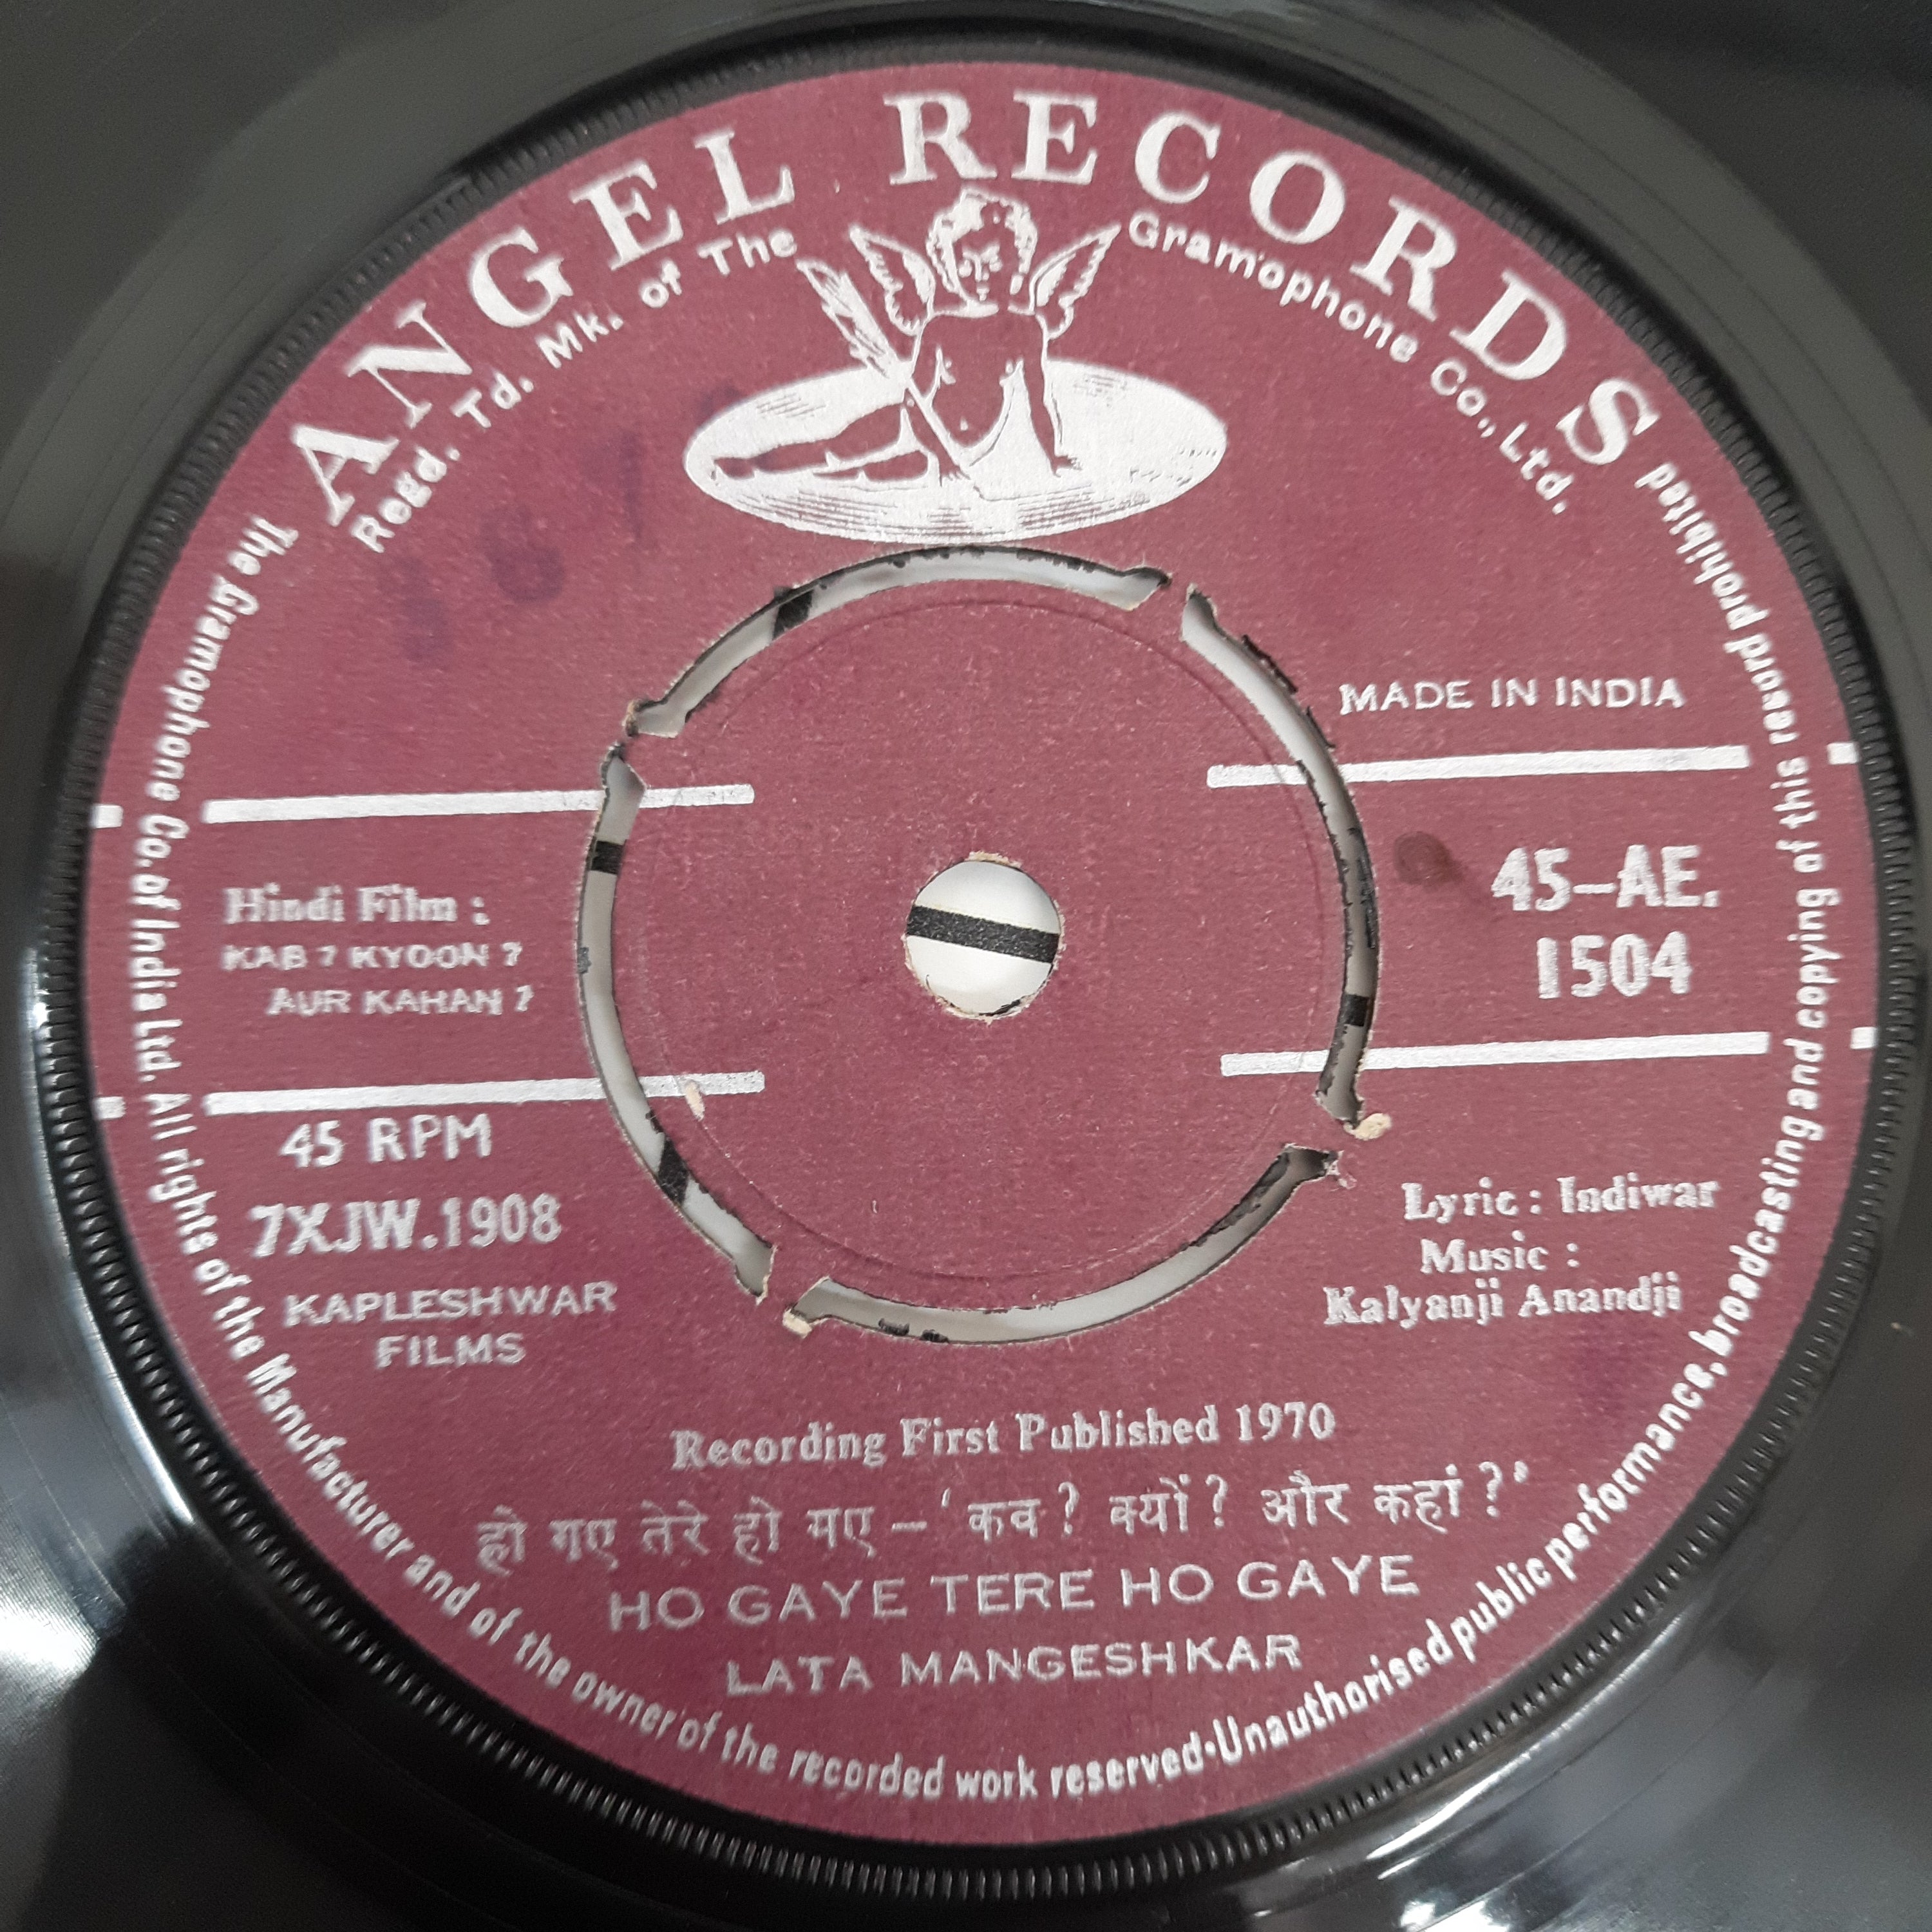 ANGEL RECORDS
Regd. Td. Mk. of The Gramophone Co., Ltd.
MADE IN INDIA
Hindi Film :
KAB ? KYOON ?
AUR KAHAN ?
45-AE.
1504
45 RPM
7XJW.1908
KAPLESHWAR
FILMS
Lyric : Indiwar
Music :
Kalyanji Anandji
Recording First Published 1970
हो गए तेरे हो गए – ‘कब ? क्यों ? और कहां ?’
HO GAYE TERE HO GAYE
LATA MANGESHKAR
The Gramophone Co. of India Ltd. All rights of the Manufacturer and of the owner of the recorded work reserved·Unauthorised public performance, broadcasting and copying of this record prohibited